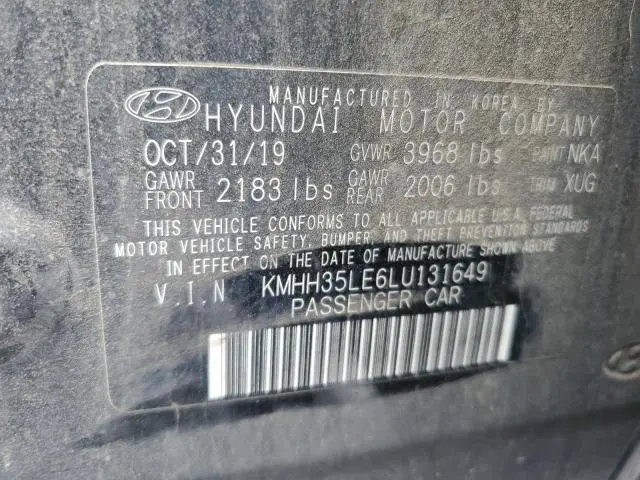 MANUFACTURED IN KOREA BY
HYUNDAI MOTOR COMPANY
OCT/31/19 GVWR 3968 lbs PAINT NKA
GAWR FRONT 2183 lbs GAWR REAR 2006 lbs TRIM XUG
THIS VEHICLE CONFORMS TO ALL APPLICABLE U.S.A. FEDERAL
MOTOR VEHICLE SAFETY, BUMPER, AND THEFT PREVENTION STANDARDS
IN EFFECT ON THE DATE OF MANUFACTURE SHOWN ABOVE
V.I.N KMHH35LE6LU131649
PASSENGER CAR